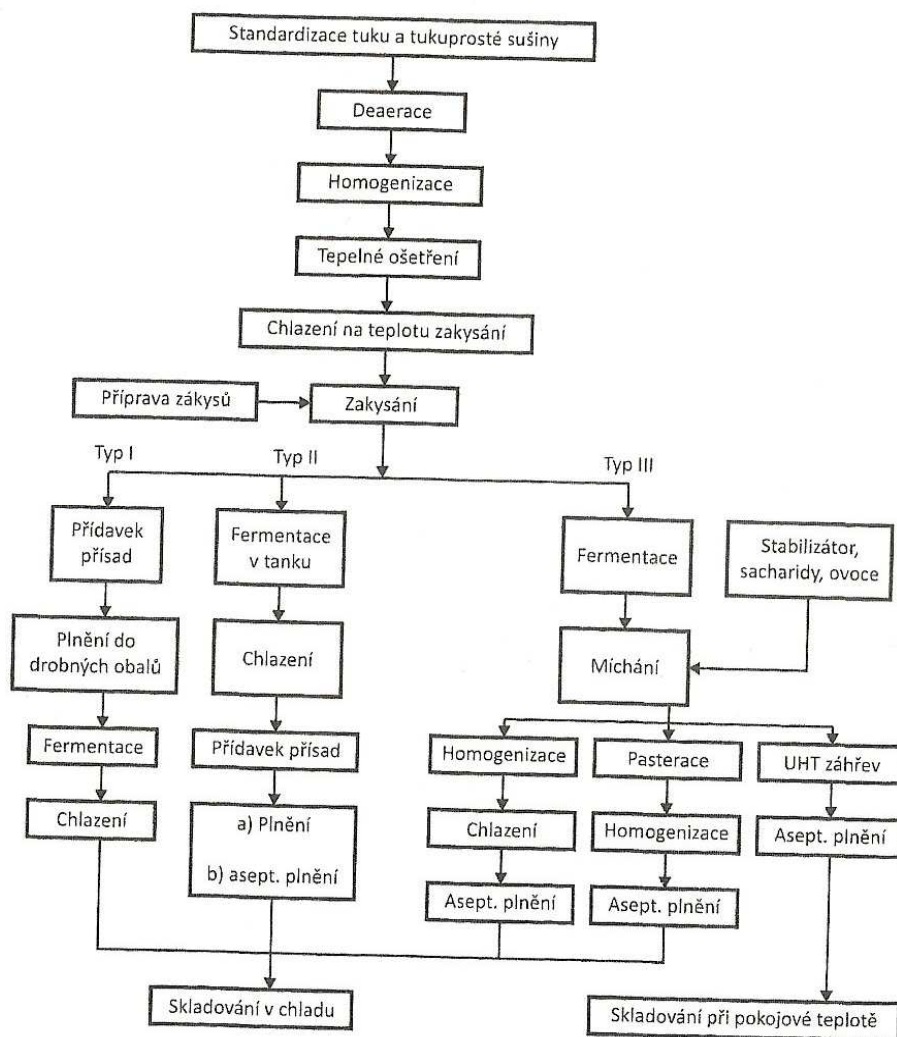 Standardizace tuku a tukuprosté sušiny
Deaerace
Homogenizace
Tepelné ošetření
Chlazení na teplotu zakysání
Příprava zákysů
Zakysání
Typ I
Typ II
Typ III
Přídavek
přísad
Fermentace
v tanku
Fermentace
Stabilizátor,
sacharidy, ovoce
Plnění do
drobných obalů
Chlazení
Míchání
Fermentace
Přídavek přísad
Homogenizace
Pasterace
UHT záhřev
Chlazení
a) Plnění
b) asept. plnění
Chlazení
Homogenizace
Asept. plnění
Asept. plnění
Asept. plnění
Skladování v chladu
Skladování při pokojové teplotě